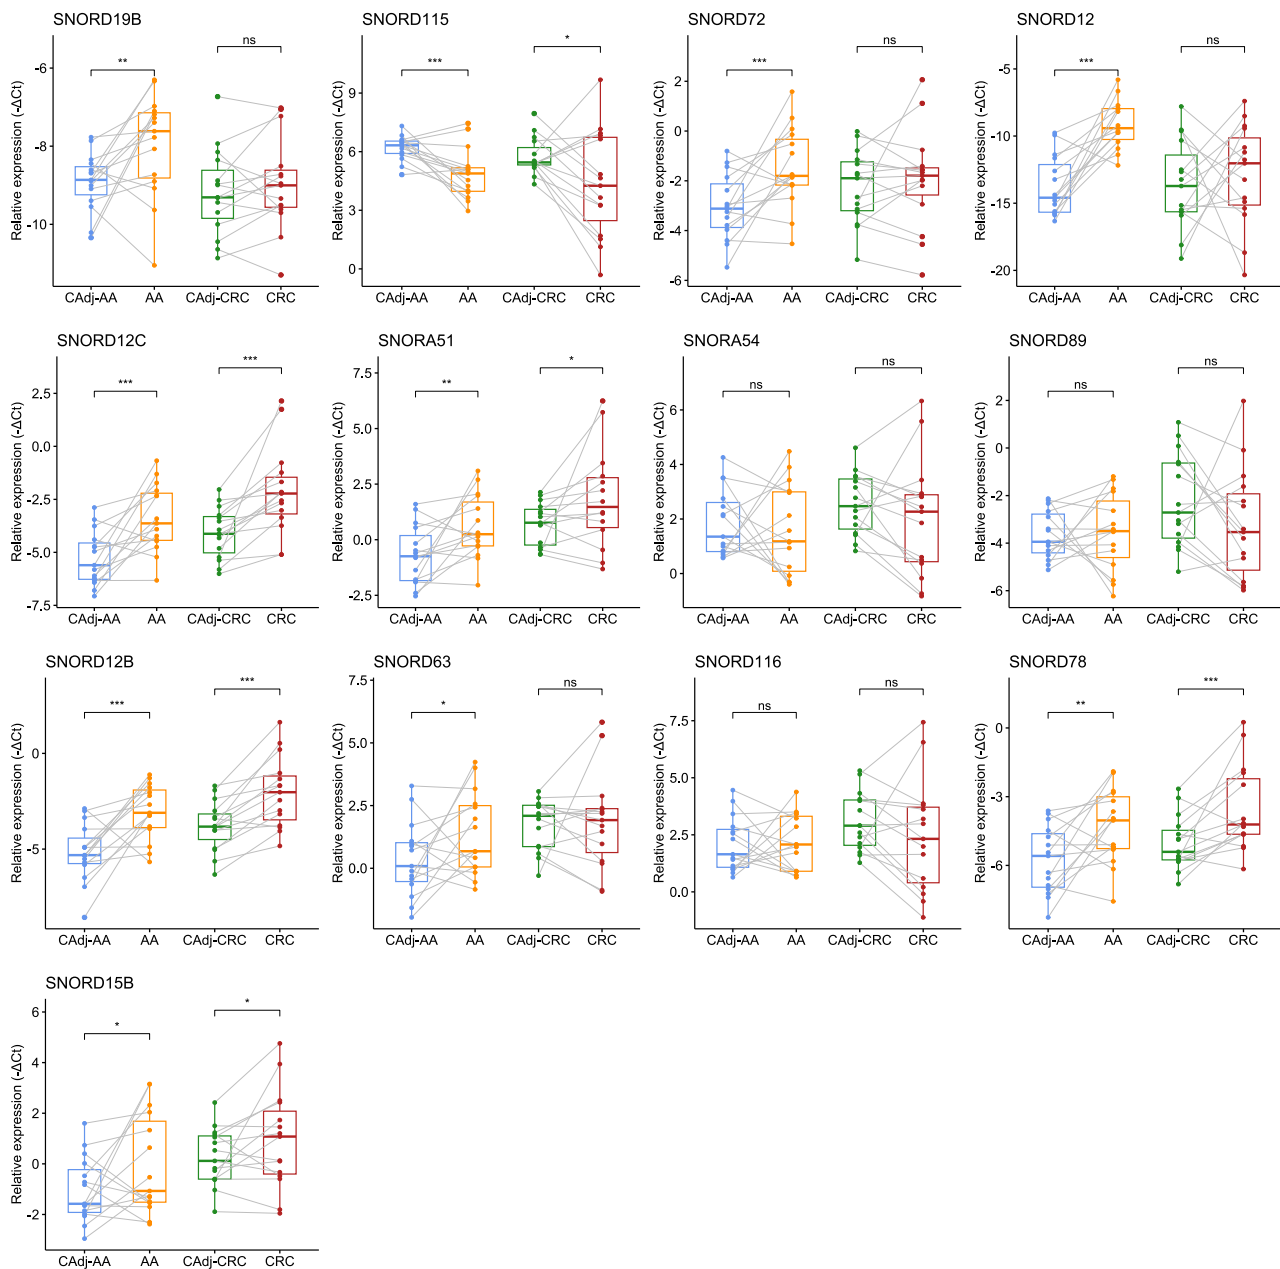 SNORD19B
SNORD115
SNORD72
SNORD12
Relative expression (-ΔCt)
-6
-8
-10
**
ns
CAdj-AA AA CAdj-CRC CRC
Relative expression (-ΔCt)
9
6
3
0
***
*
CAdj-AA AA CAdj-CRC CRC
Relative expression (-ΔCt)
2
0
-2
-4
-6
***
ns
CAdj-AA AA CAdj-CRC CRC
Relative expression (-ΔCt)
-5
-10
-15
-20
***
ns
CAdj-AA AA CAdj-CRC CRC
SNORD12C
SNORA51
SNORA54
SNORD89
Relative expression (-ΔCt)
2.5
0.0
-2.5
-5.0
-7.5
***
***
CAdj-AA AA CAdj-CRC CRC
Relative expression (-ΔCt)
7.5
5.0
2.5
0.0
-2.5
**
*
CAdj-AA AA CAdj-CRC CRC
Relative expression (-ΔCt)
6
4
2
0
ns
ns
CAdj-AA AA CAdj-CRC CRC
Relative expression (-ΔCt)
2
0
-2
-4
-6
ns
ns
CAdj-AA AA CAdj-CRC CRC
SNORD12B
SNORD63
SNORD116
SNORD78
Relative expression (-ΔCt)
0
-5
***
***
CAdj-AA AA CAdj-CRC CRC
Relative expression (-ΔCt)
7.5
5.0
2.5
0.0
*
ns
CAdj-AA AA CAdj-CRC CRC
Relative expression (-ΔCt)
7.5
5.0
2.5
0.0
ns
ns
CAdj-AA AA CAdj-CRC CRC
Relative expression (-ΔCt)
0
-3
-6
**
***
CAdj-AA AA CAdj-CRC CRC
SNORD15B
Relative expression (-ΔCt)
6
4
2
0
-2
*
*
CAdj-AA AA CAdj-CRC CRC